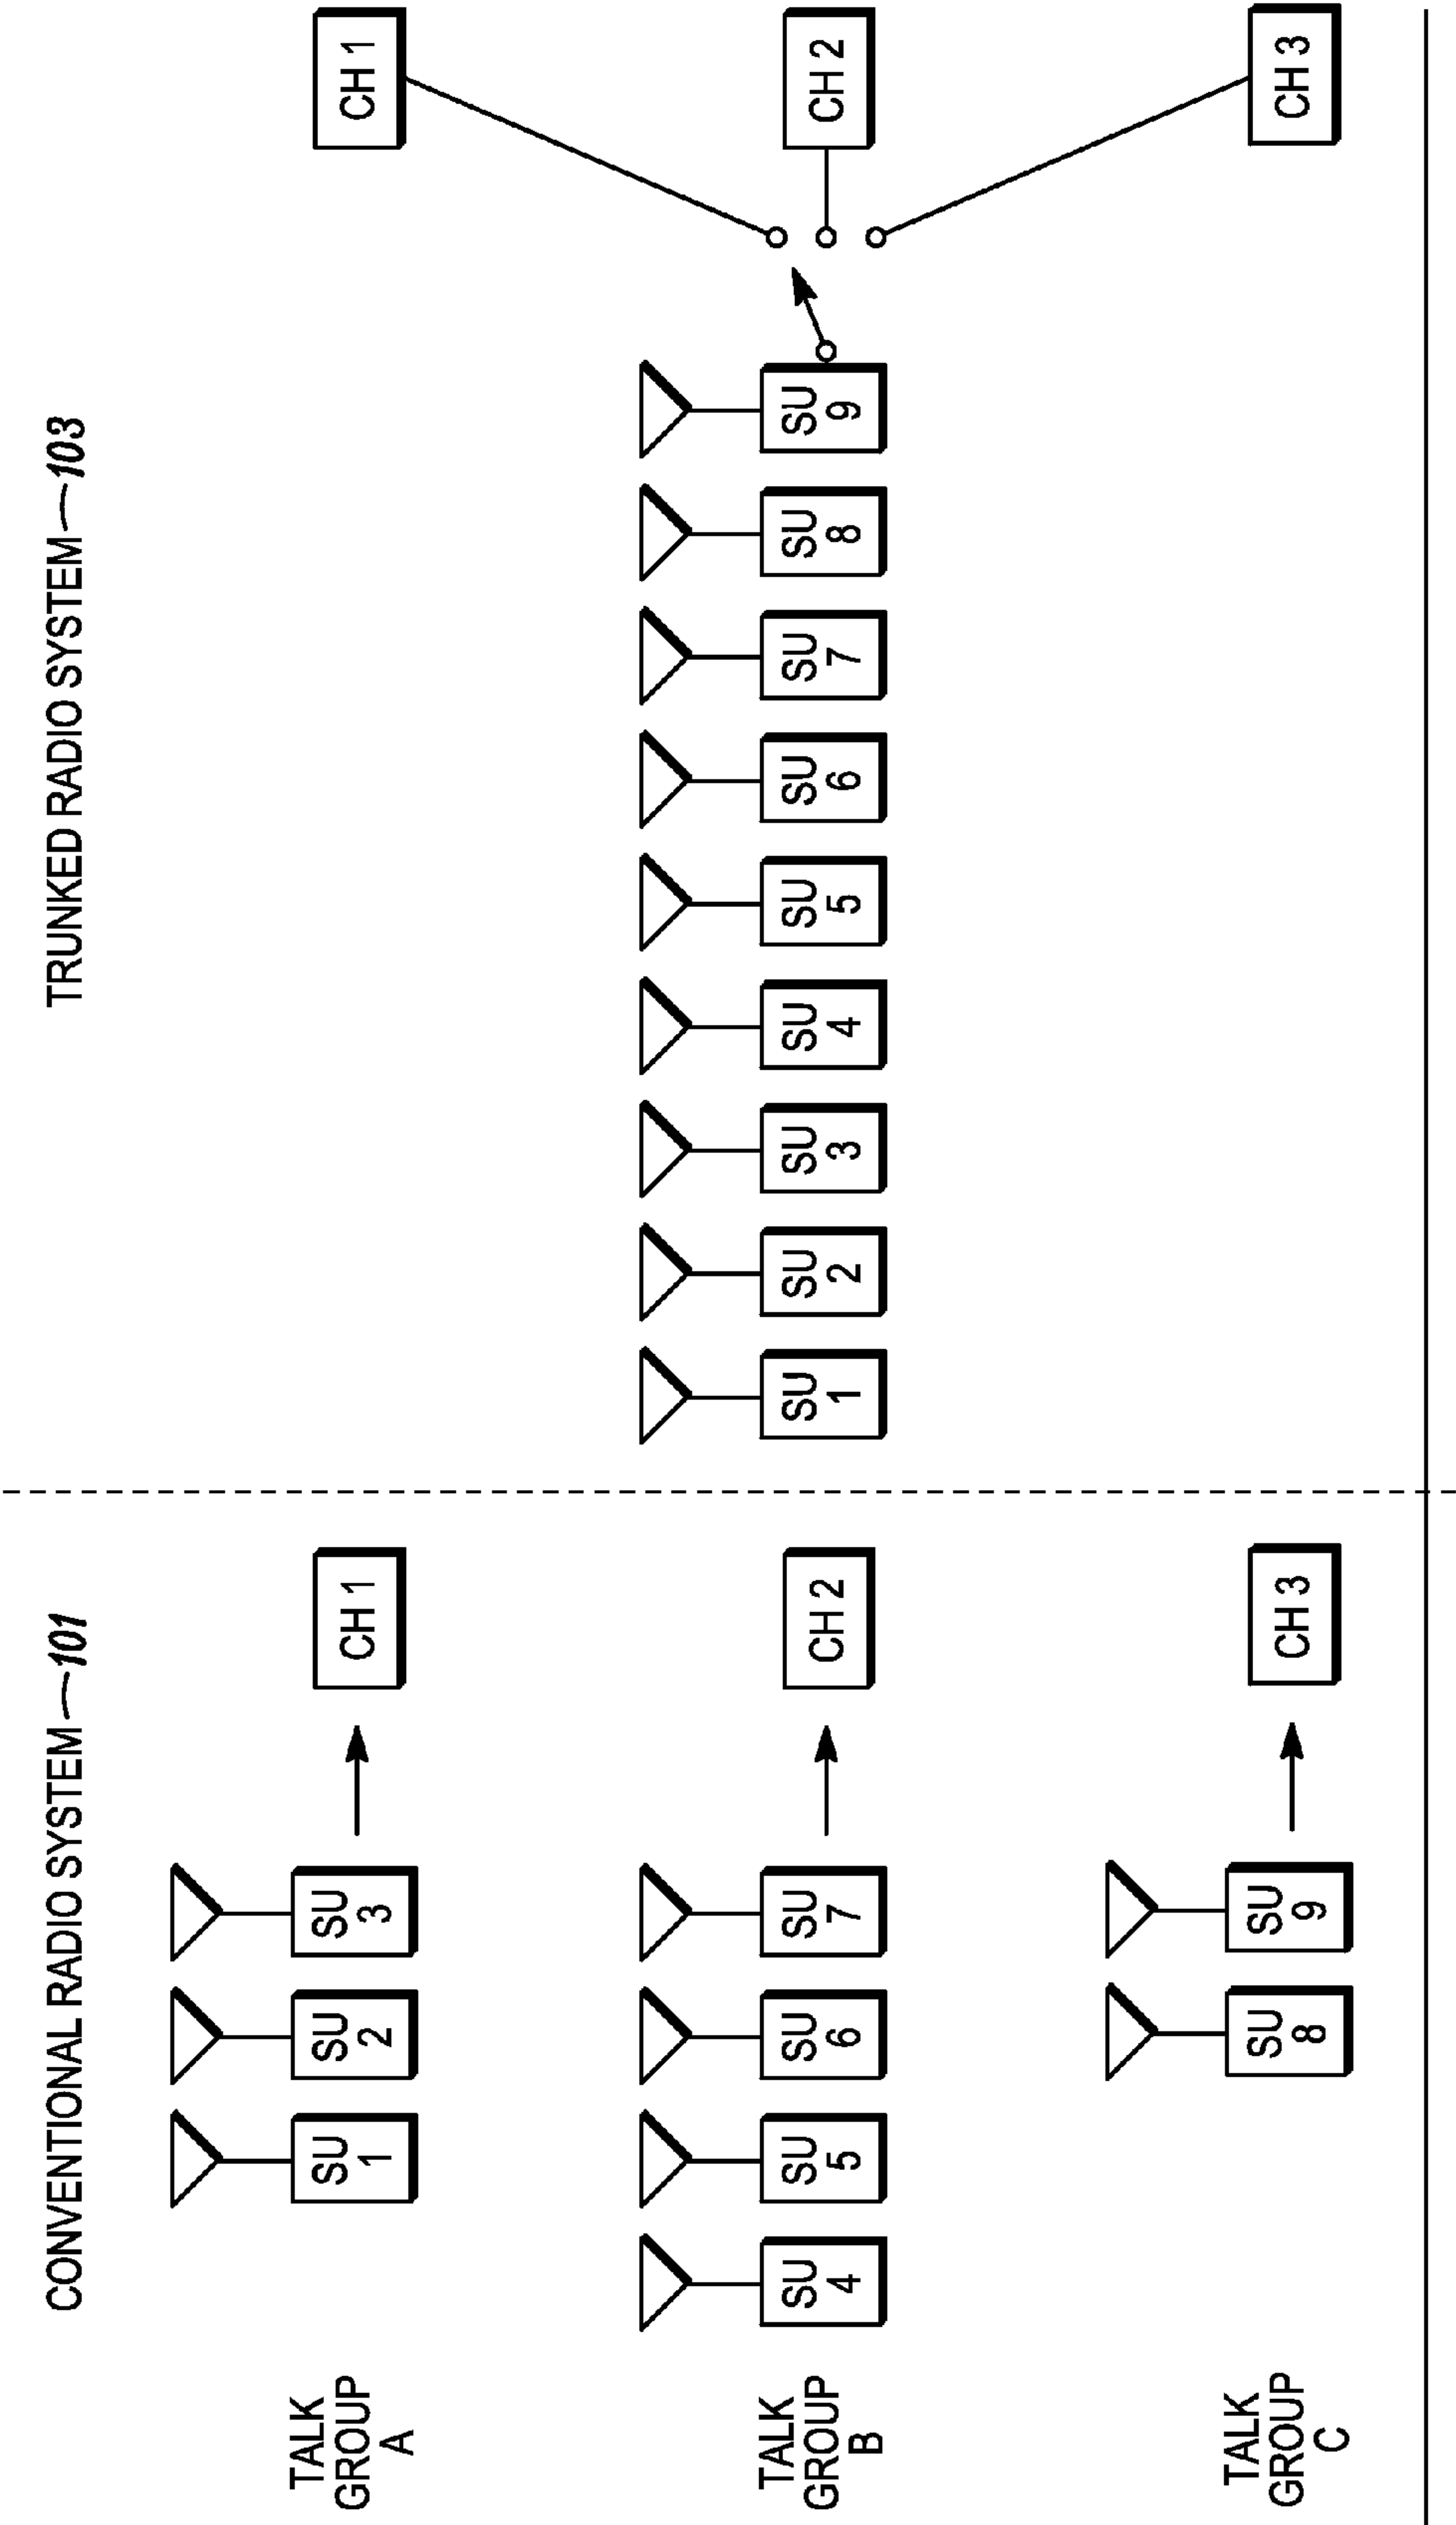 CONVENTIONAL RADIO SYSTEM 101
TALK
GROUP
A
SU
1
SU
2
SU
3
CH 1
TALK
GROUP
B
SU
4
SU
5
SU
6
SU
7
CH 2
TALK
GROUP
C
SU
8
SU
9
CH 3
TRUNKED RADIO SYSTEM 103
SU
1
SU
2
SU
3
SU
4
SU
5
SU
6
SU
7
SU
8
SU
9
CH 1
CH 2
CH 3